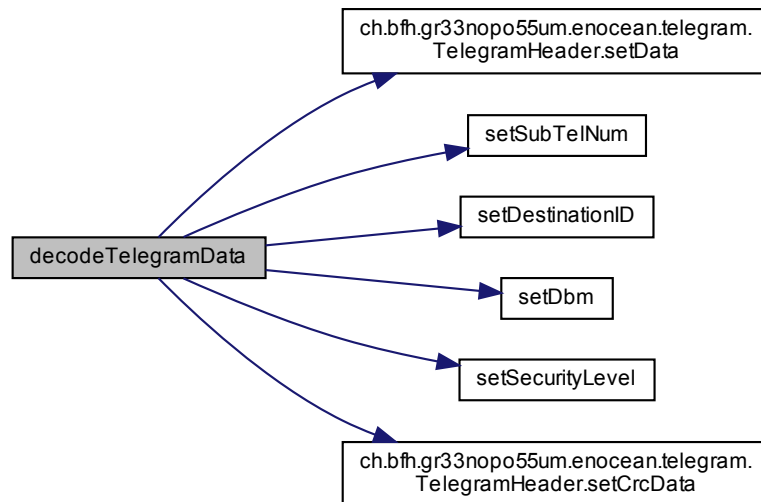 ch.bfh.gr33nopo55um.enocean.telegram.
TelegramHeader.setData
setSubTelNum
setDestinationID
decodeTelegramData
setDbm
setSecurityLevel
ch.bfh.gr33nopo55um.enocean.telegram.
TelegramHeader.setCrcData